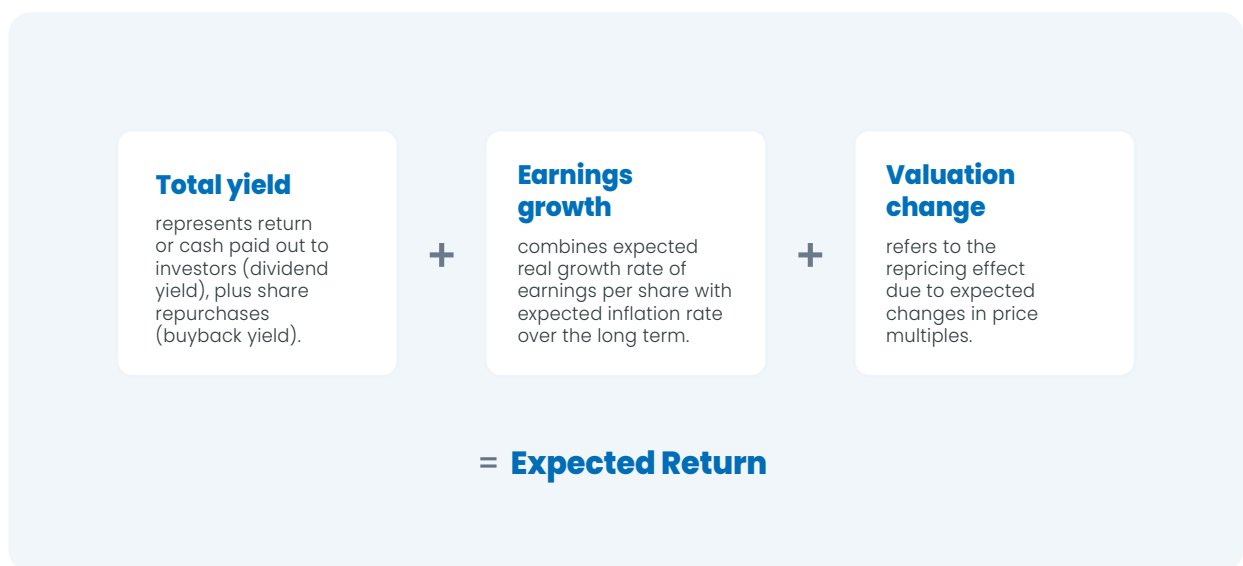 Total yield
represents return
or cash paid out to
investors (dividend
yield), plus share
repurchases
(buyback yield).
+
Earnings
growth
combines expected
real growth rate of
earnings per share with
expected inflation rate
over the long term.
+
Valuation
change
refers to the
repricing effect
due to expected
changes in price
multiples.
= Expected Return